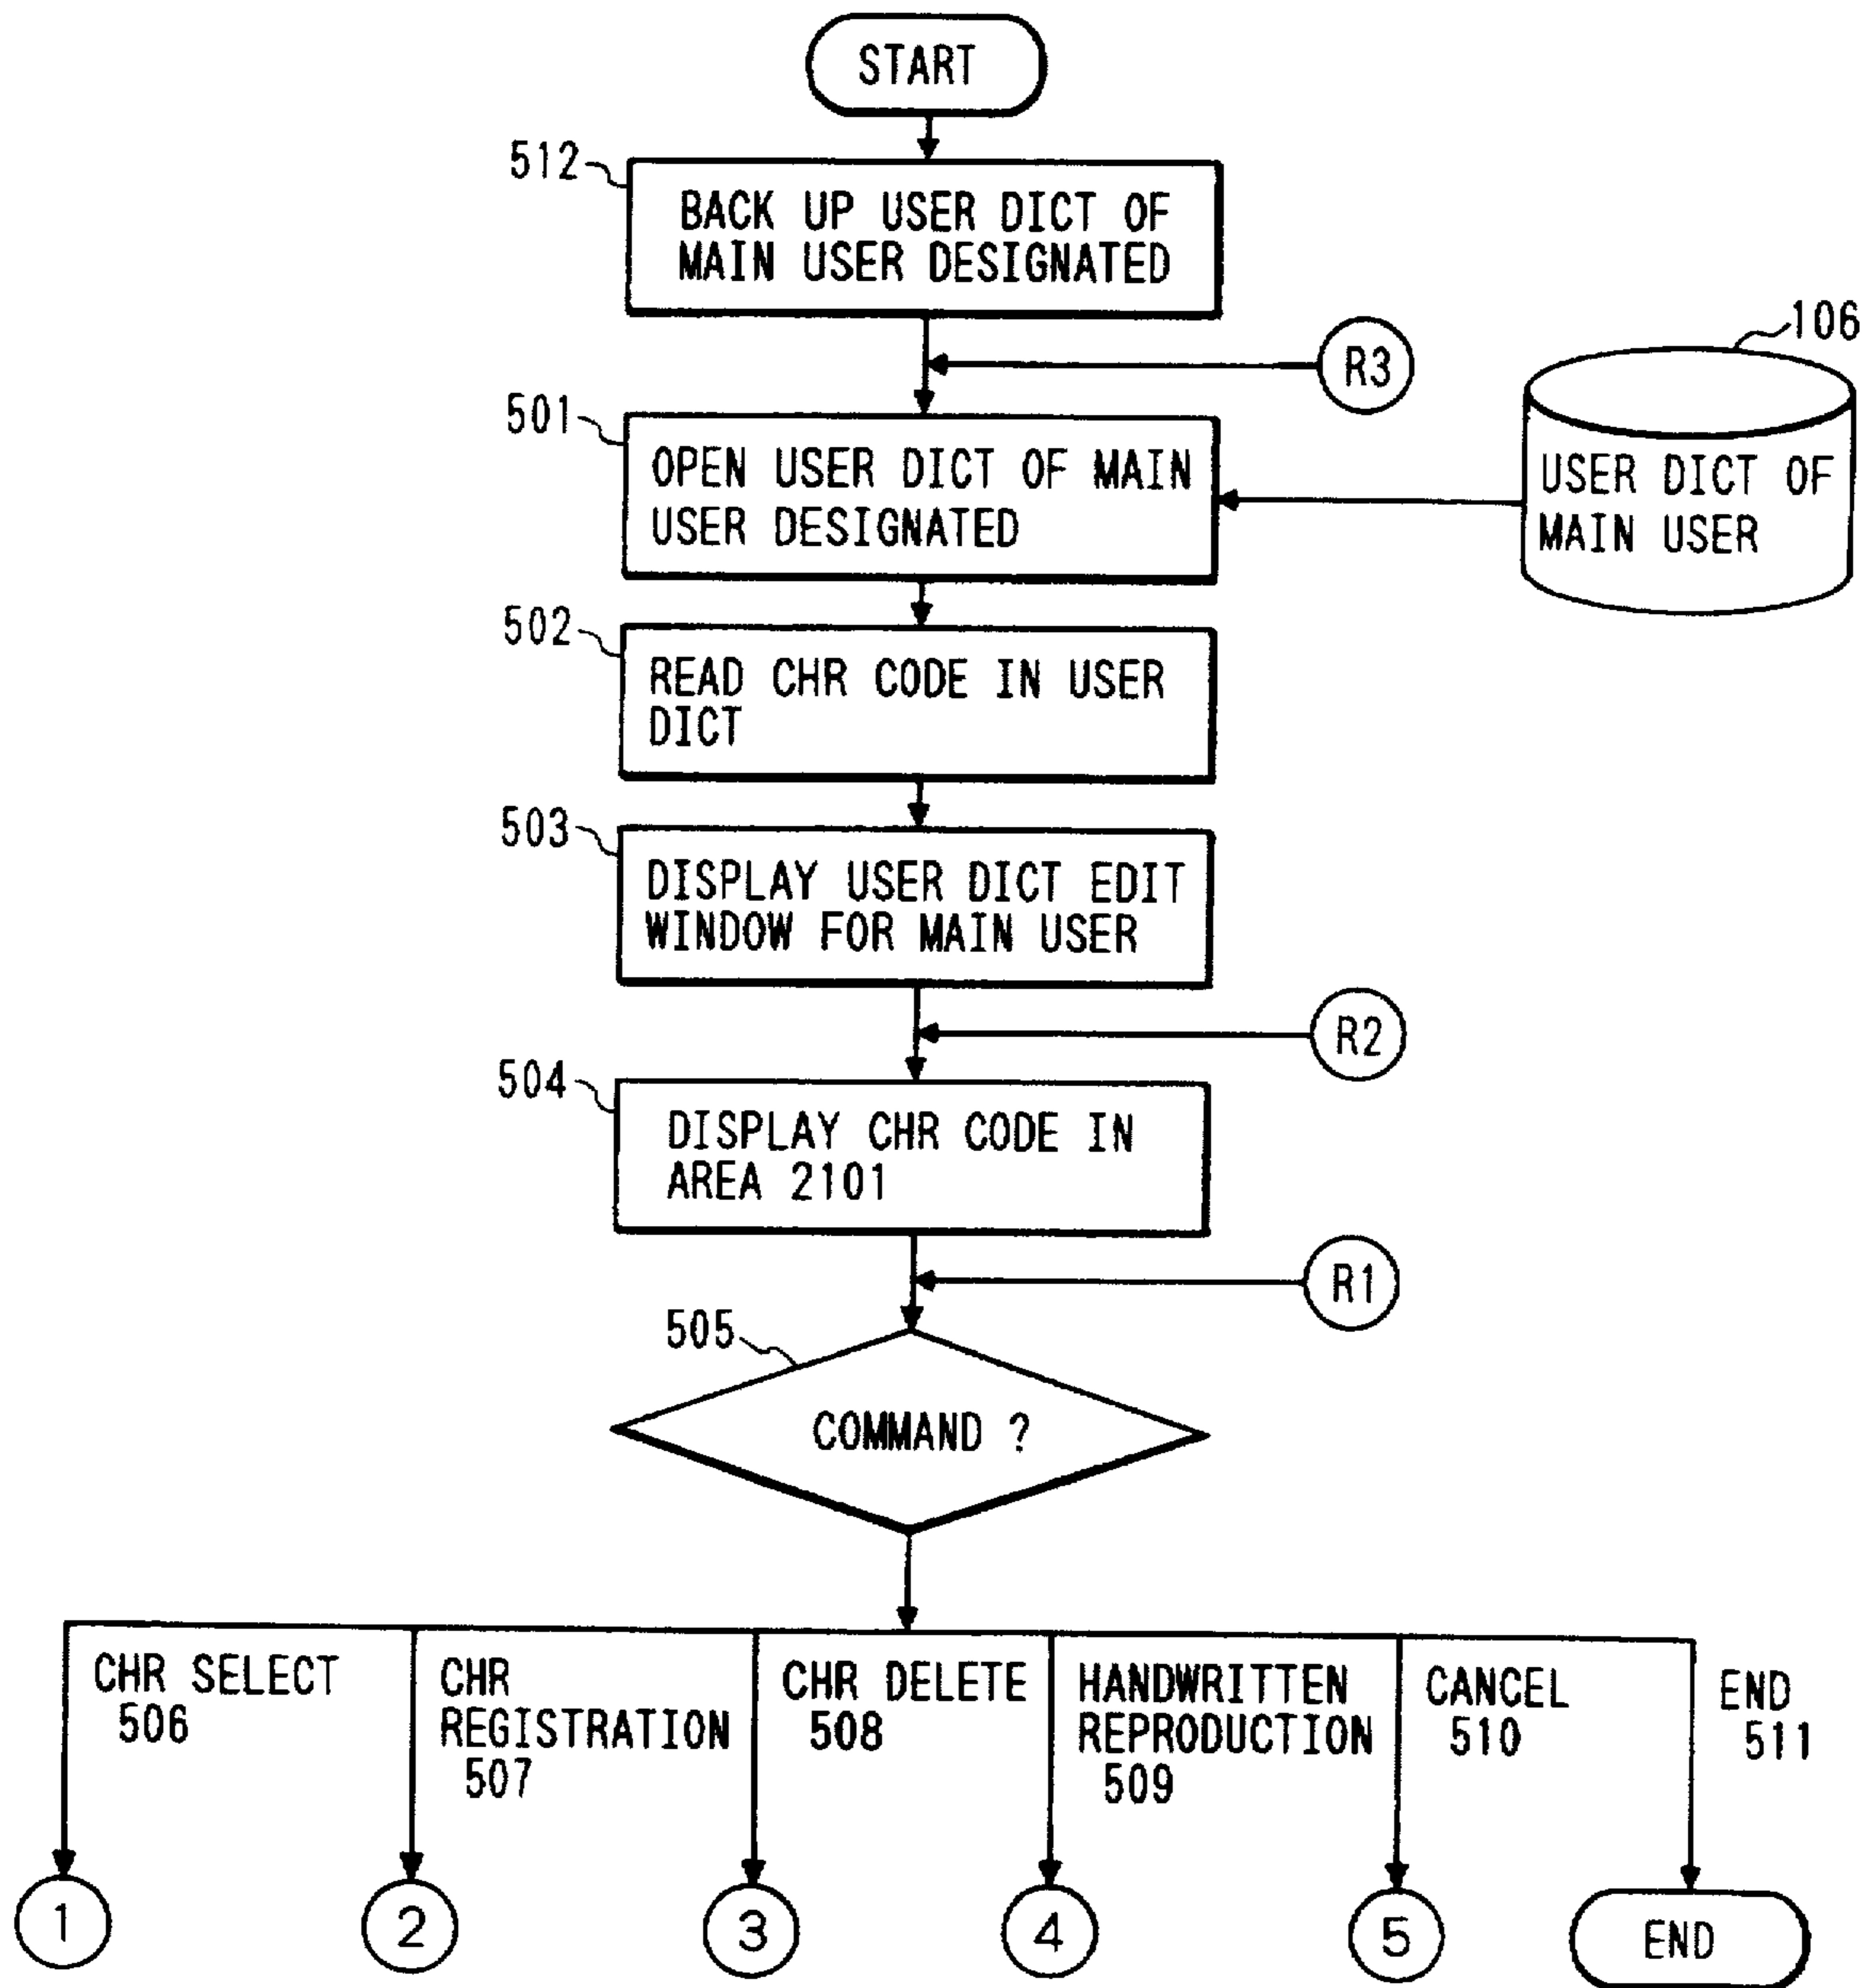 START
512
BACK UP USER DICT OF
MAIN USER DESIGNATED
R3
106
501
OPEN USER DICT OF MAIN
USER DESIGNATED
USER DICT OF
MAIN USER
502
READ CHR CODE IN USER
DICT
503
DISPLAY USER DICT EDIT
WINDOW FOR MAIN USER
R2
504
DISPLAY CHR CODE IN
AREA 2101
R1
505
COMMAND ?
CHR SELECT
506
CHR
REGISTRATION
507
CHR DELETE
508
HANDWRITTEN
REPRODUCTION
509
CANCEL
510
END
511
1
2
3
4
5
END